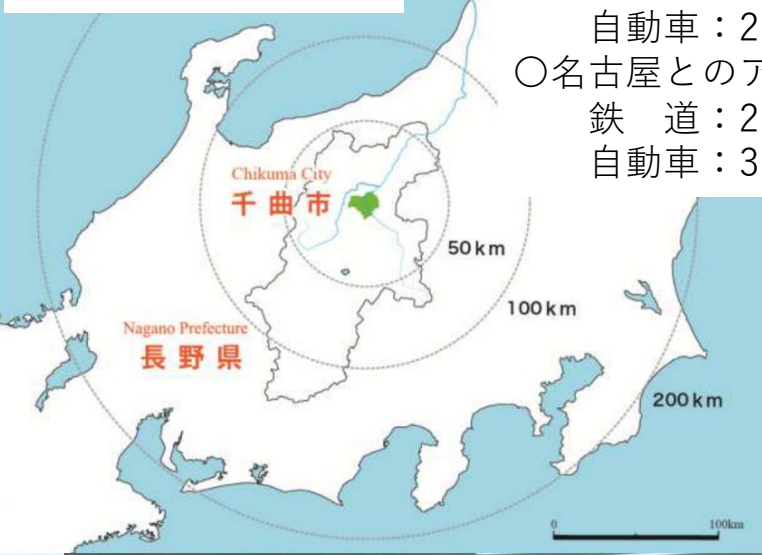 自動車：2
〇名古屋とのア
鉄　道：2
自動車：3
Chikuma City
千曲市
50km
100km
Nagano Prefecture
長野県
200km
0
100km